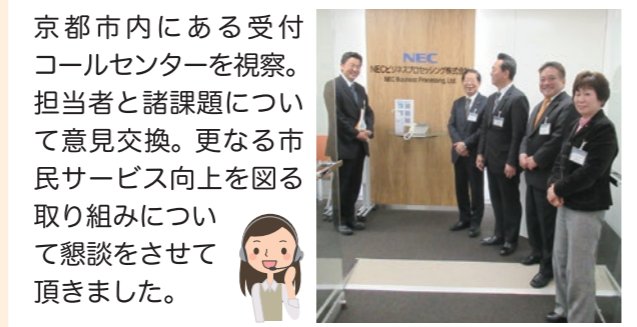 京都市内にある受付
コールセンターを視察。
担当者と諸課題につい
て意見交換。更なる市
民サービス向上を図る
取り組みについ
て懇談をさせて
頂きました。
NEC
NECビジネスプロセッシング株式会社
NEC Business Processing, Ltd.